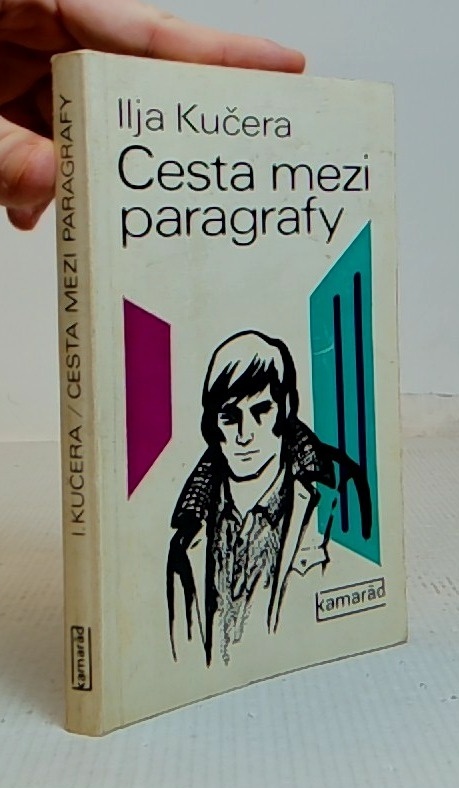 Ilja Kučera
Cesta mezi
paragrafy
kamarád
I. KUČERA / CESTA MEZI PARAGRAFY
kamarád